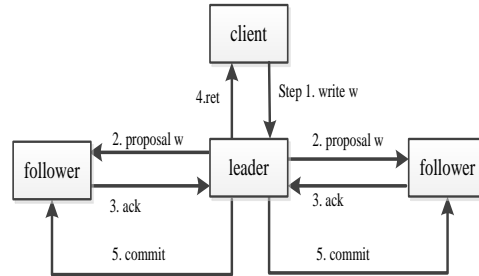 client
4.ret
Step 1. write w
2. proposal w
2. proposal w
follower
leader
follower
3. ack
3. ack
5. commit
5. commit